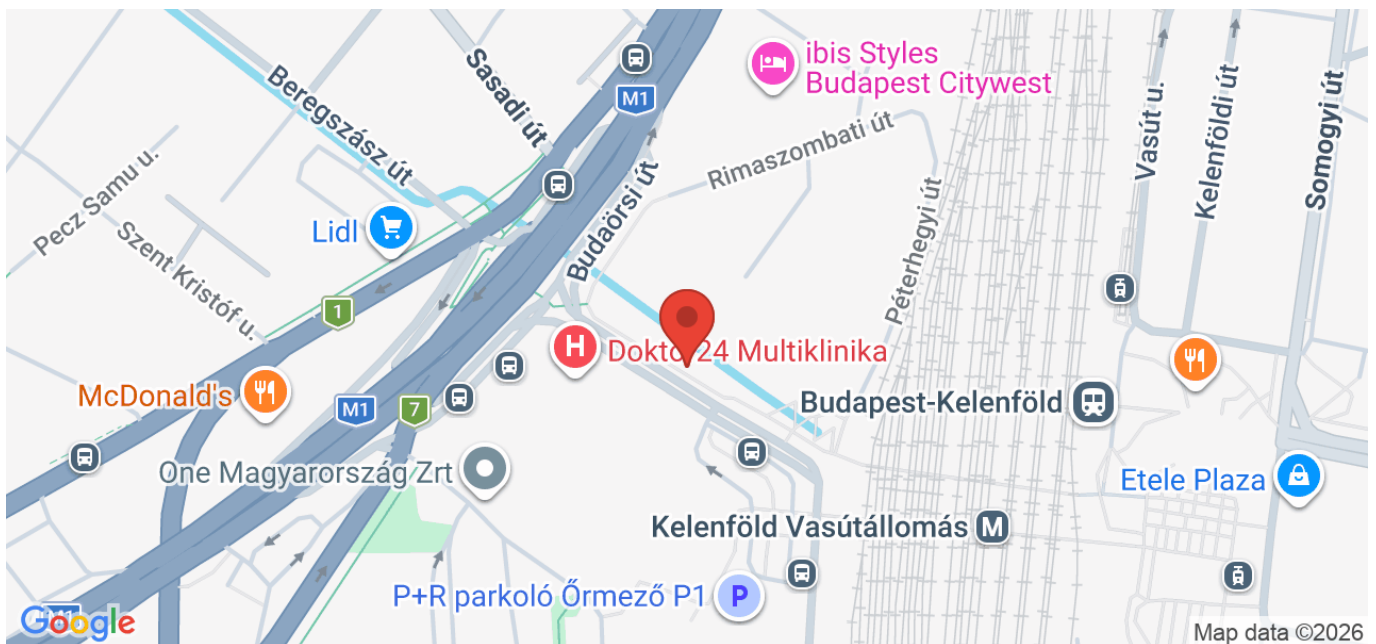 ibis Styles
Budapest Citywest
Sasadi út
M1
Beregszász út
Rimaszombati út
Vasút u.
Kelenföldi út
Somogyi út
Pecz Samu u.
Lidl
Budaörsi út
Szent Kristóf u.
Péterhegyi út
1
H
Doktor24 Multiklinika
McDonald's
M1
7
Budapest-Kelenföld
One Magyarország Zrt
Etele Plaza
Kelenföld Vasútállomás M
P+R parkoló Őrmező P1 P
M1
Google
Map data ©2026